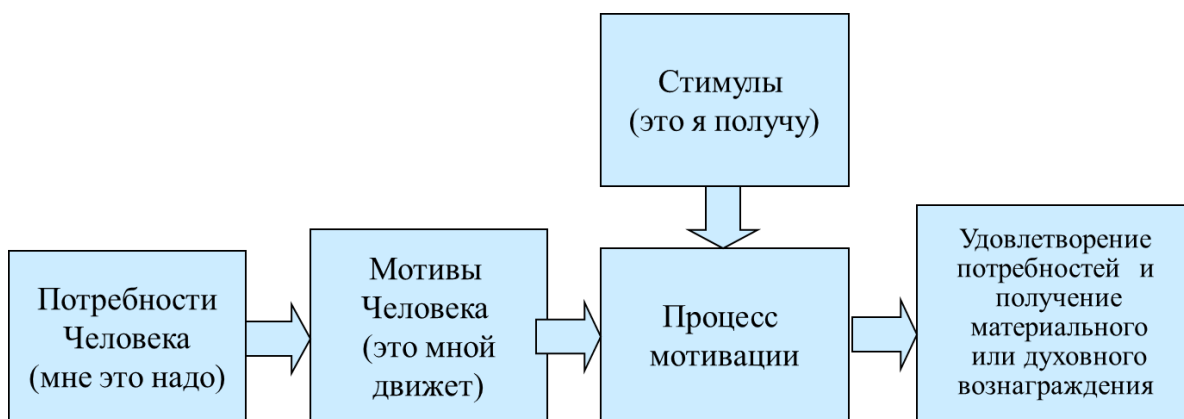 Стимулы
(это я получу)
Потребности
Человека
(мне это надо)
Мотивы
Человека
(это мной
движет)
Процесс
мотивации
Удовлетворение
потребностей и
получение
материального
или духовного
вознаграждения